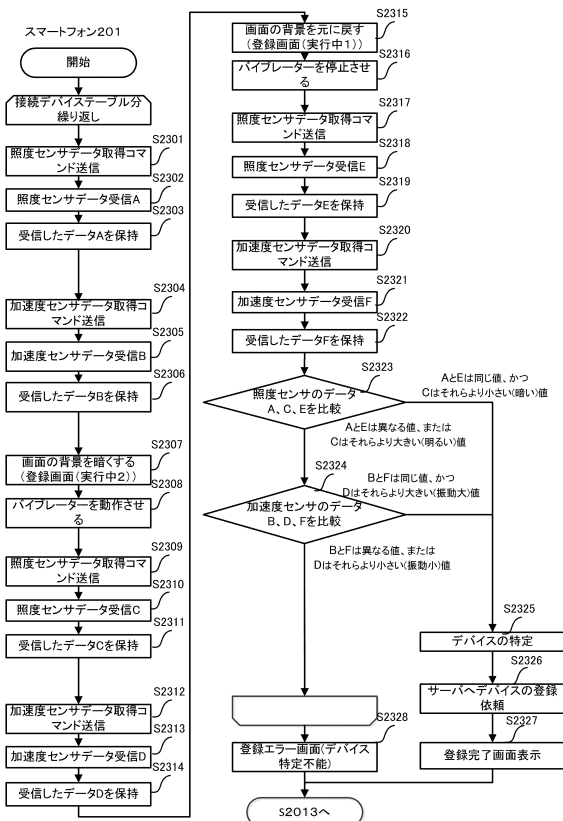 スマートフォン201
開始
接続デバイステーブル分
繰り返し
S2301
照度センサデータ取得コマ
ンド送信
S2302
照度センサデータ受信A
S2303
受信したデータAを保持
S2304
加速度センサデータ取得コ
マンド送信
S2305
加速度センサデータ受信B
S2306
受信したデータBを保持
S2307
画面の背景を暗くする
(登録画面(実行中2))
S2308
バイブレーターを動作させ
る
S2309
照度センサデータ取得コマ
ンド送信
S2310
照度センサデータ受信C
S2311
受信したデータCを保持
S2312
加速度センサデータ取得コ
マンド送信
S2313
加速度センサデータ受信D
S2314
受信したデータDを保持
S2315
画面の背景を元に戻す
(登録画面(実行中1))
S2316
バイブレーターを停止させ
る
S2317
照度センサデータ取得コマ
ンド送信
S2318
照度センサデータ受信E
S2319
受信したデータEを保持
S2320
加速度センサデータ取得コ
マンド送信
S2321
加速度センサデータ受信F
S2322
受信したデータFを保持
S2323
照度センサのデータ
A、C、Eを比較
AとEは同じ値、かつ
Cはそれより小さい(暗い)値
AとEは異なる値、または
Cはそれらより大きい(明るい)値
S2324
加速度センサのデータ
B、D、Fを比較
BとFは同じ値、かつ
Dはそれらより大きい(振動大)値
BとFは異なる値、または
Dはそれらより小さい(振動小)値
S2325
デバイスの特定
S2326
サーバへデバイスの登録
依頼
S2327
登録完了画面表示
S2328
登録エラー画面(デバイス
特定不能)
S2013へ